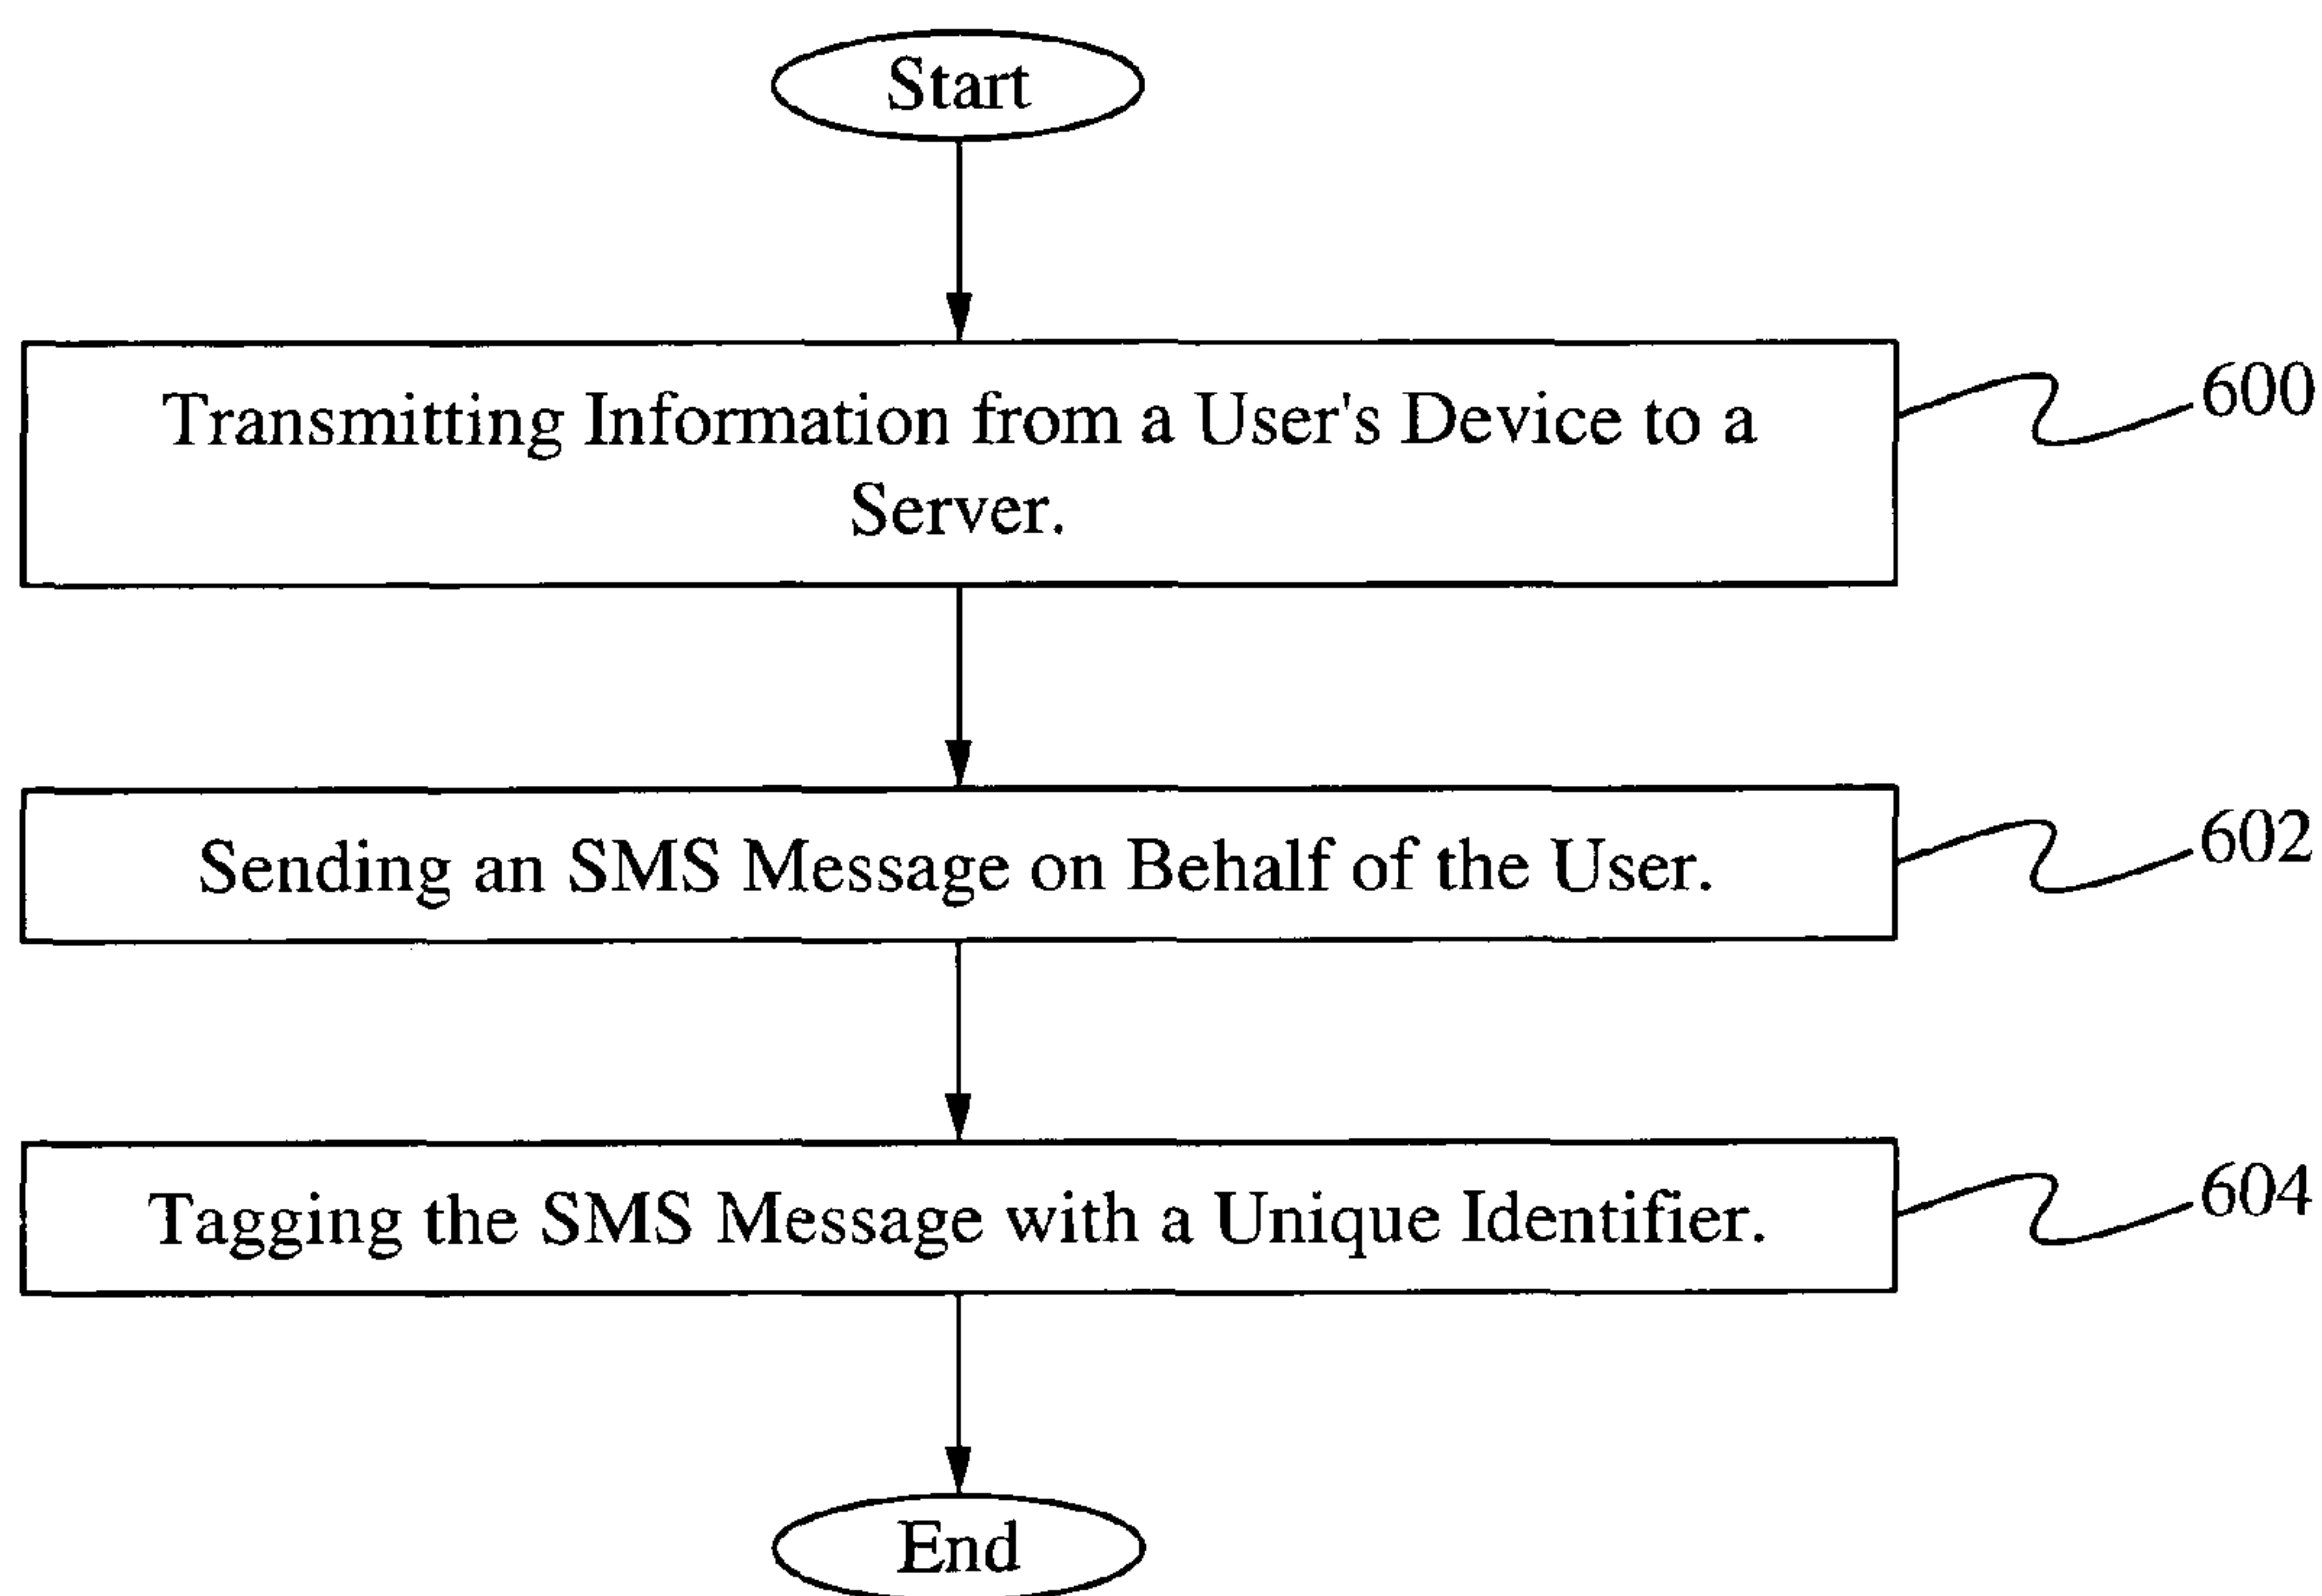 Start
Transmitting Information from a User's Device to a
Server.
600
Sending an SMS Message on Behalf of the User.
602
Tagging the SMS Message with a Unique Identifier.
604
End